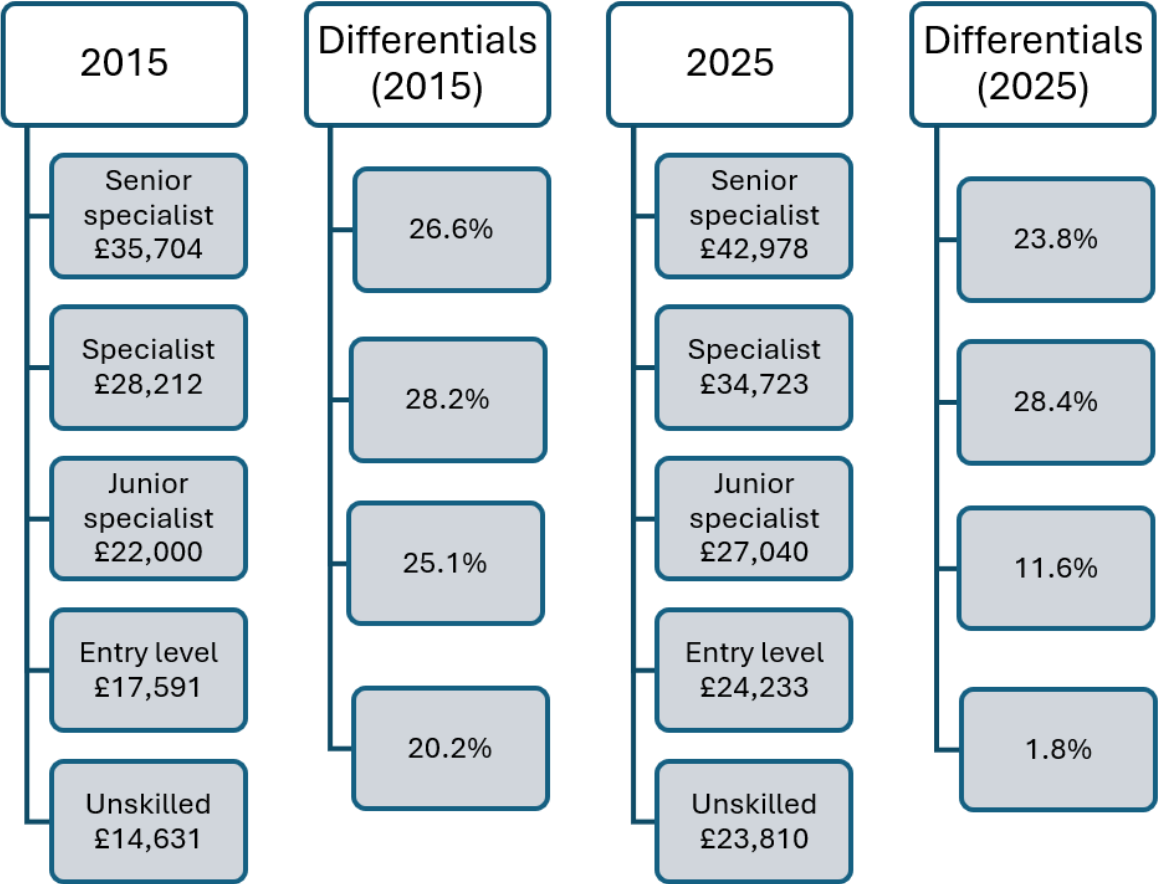 2015
Senior
specialist
£35,704
Specialist
£28,212
Junior
specialist
£22,000
Entry level
£17,591
Unskilled
£14,631
Differentials
(2015)
26.6%
28.2%
25.1%
20.2%
2025
Senior
specialist
£42,978
Specialist
£34,723
Junior
specialist
£27,040
Entry level
£24,233
Unskilled
£23,810
Differentials
(2025)
23.8%
28.4%
11.6%
1.8%